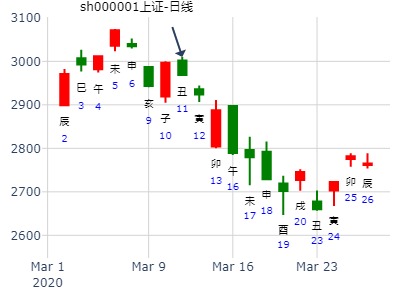 sh000001上证-日线
3100
3000
2900
2800
2700
2600
辰
2
巳
3
午
4
未
5
申
6
亥
9
子
10
丑
11
寅
12
卯
13
午
16
未
17
申
18
酉
19
戌
20
丑
23
寅
24
卯
25
辰
26
Mar 1
2020
Mar 9
Mar 16
Mar 23